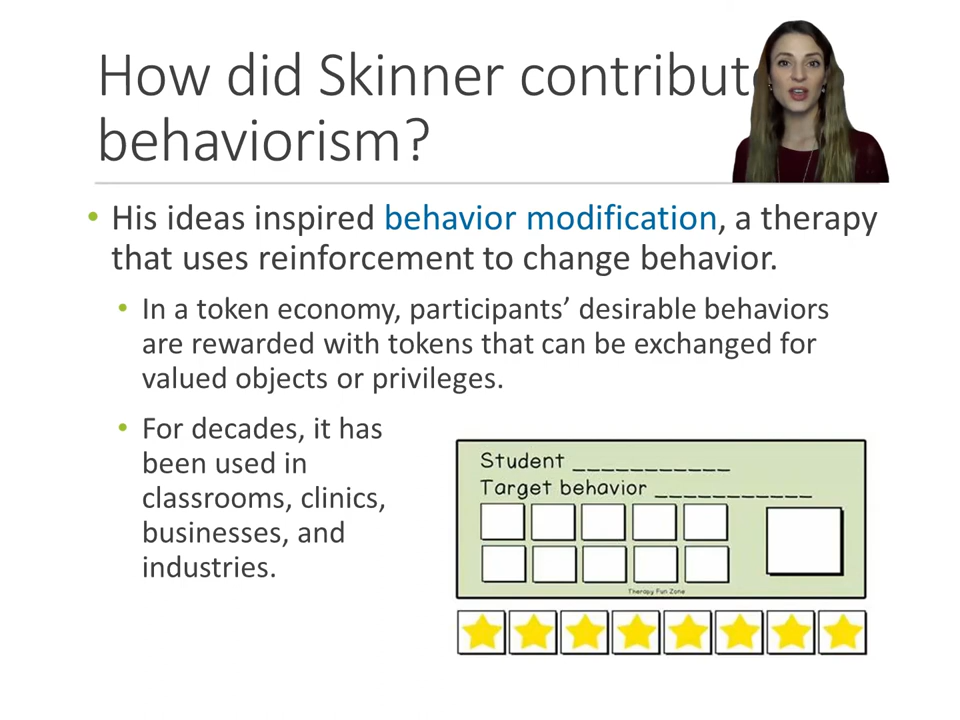 How did Skinner contribut
behaviorism?
• His ideas inspired behavior modification, a therapy
that uses reinforcement to change behavior.
• In a token economy, participants’ desirable behaviors
are rewarded with tokens that can be exchanged for
valued objects or privileges.
• For decades, it has
been used in
classrooms, clinics,
businesses, and
industries.
Student ___________
Target behavior ___________
Therapy Fun Zone